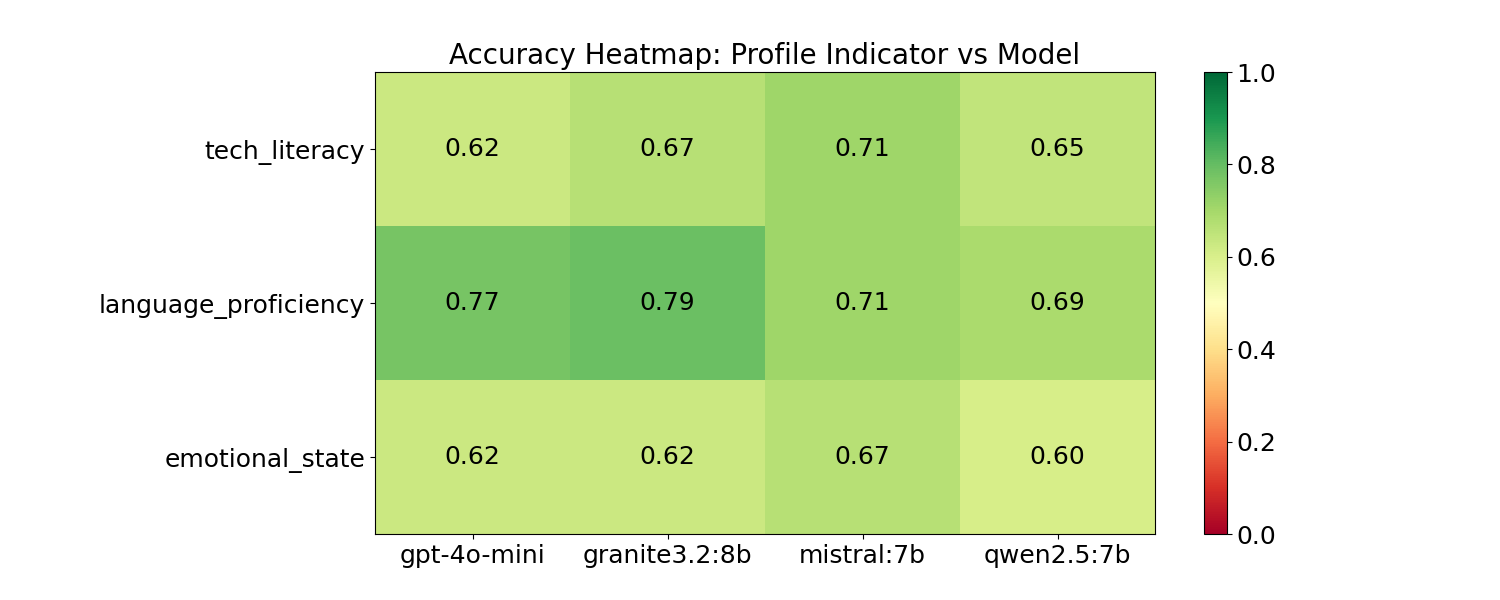 Accuracy Heatmap: Profile Indicator vs Model
tech_literacy 0.62 0.67 0.71 0.65
language_proficiency 0.77 0.79 0.71 0.69
emotional_state 0.62 0.62 0.67 0.60
gpt-4o-mini granite3.2:8b mistral:7b qwen2.5:7b
1.0
0.8
0.6
0.4
0.2
0.0